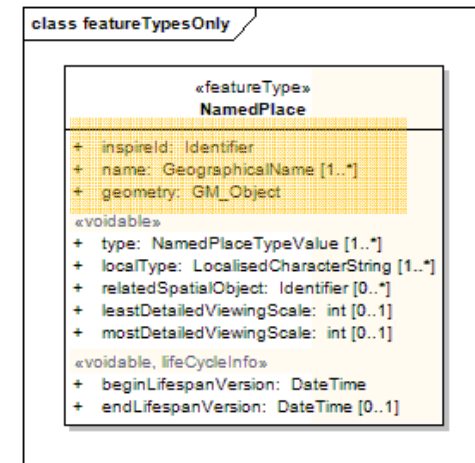 class featureTypesOnly
«featureType»
NamedPlace
+ inspireId: Identifier
+ name: GeographicalName [1..*]
+ geometry: GM_Object
«voidable»
+ type: NamedPlaceTypeValue [1..*]
+ localType: LocalisedCharacterString [1..*]
+ relatedSpatialObject: Identifier [0..*]
+ leastDetailedViewingScale: int [0..1]
+ mostDetailedViewingScale: int [0..1]
«voidable, lifeCycleInfo»
+ beginLifespanVersion: DateTime
+ endLifespanVersion: DateTime [0..1]